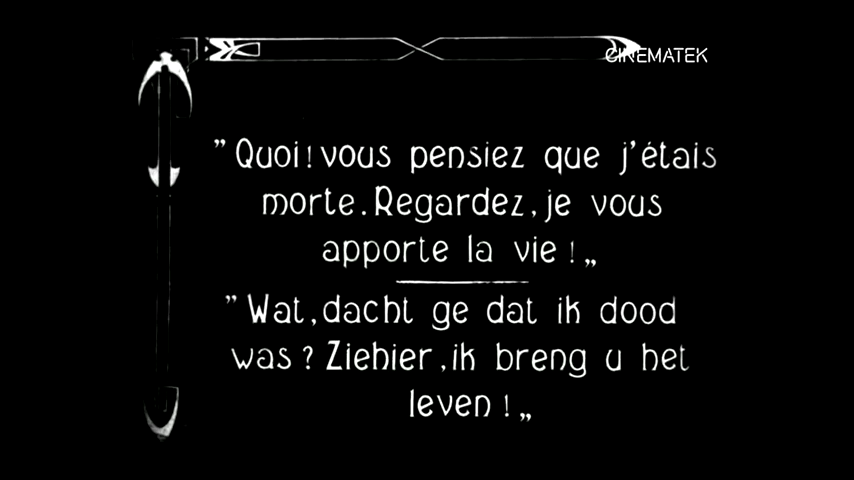 CINEMATEK
"Quoi! vous pensiez que j'étais
morte. Regardez, je vous
apporte la vie!„
"Wat, dacht ge dat ik dood
was? Ziehier, ik breng u het
leven!„